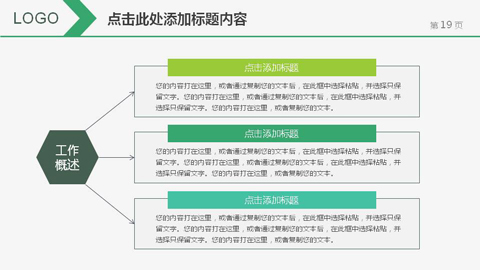 LOGO
点击此处添加标题内容
第 19 页
点击添加标题
您的内容打在这里，或者通过复制您的文本后，在此框中选择粘贴，并选择只保
留文字。您的内容打在这里，或者通过复制您的文本后，在此框中选择粘贴，并
选择只保留文字。您的内容打在这里，或者复制您的文本。
工作
概述
点击添加标题
您的内容打在这里，或者通过复制您的文本后，在此框中选择粘贴，并选择只保
留文字。您的内容打在这里，或者通过复制您的文本后，在此框中选择粘贴，并
选择只保留文字。您的内容打在这里，或者复制您的文本。
点击添加标题
您的内容打在这里，或者通过复制您的文本后，在此框中选择粘贴，并选择只保
留文字。您的内容打在这里，或者通过复制您的文本后，在此框中选择粘贴，并
选择只保留文字。您的内容打在这里，或者复制您的文本。